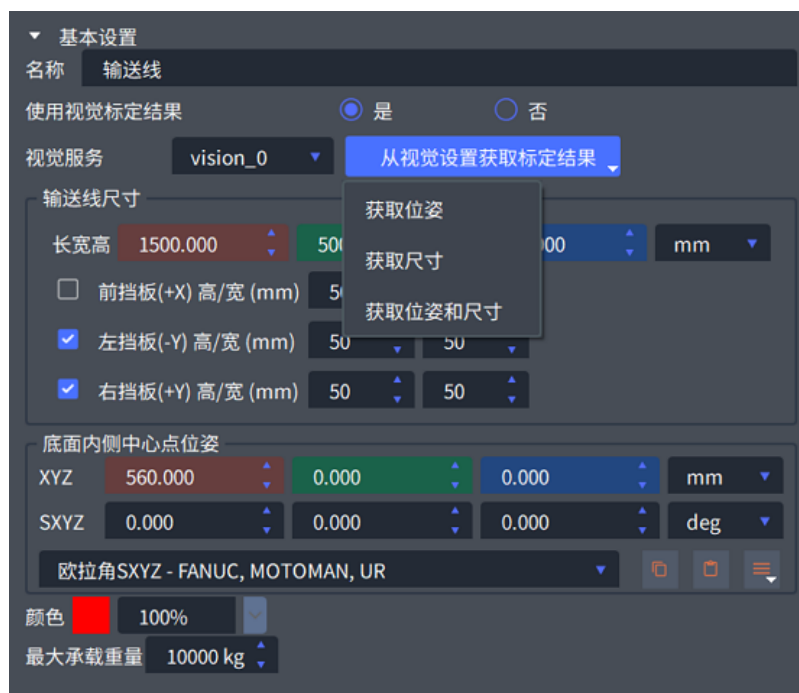 基本设置
名称 输送线
使用视觉标定结果 是 否
视觉服务 vision_0 从视觉设置获取标定结果
输送线尺寸
获取位姿
长宽高 1500.000 500 00 mm
获取尺寸
前挡板(+X) 高/宽 (mm) 50
获取位姿和尺寸
左挡板(-Y) 高/宽 (mm) 50 50
右挡板(+Y) 高/宽 (mm) 50 50
底面内侧中心点位姿
XYZ 560.000 0.000 0.000 mm
SXYZ 0.000 0.000 0.000 deg
欧拉角SXYZ - FANUC, MOTOMAN, UR
颜色 100%
最大承载重量 10000 kg